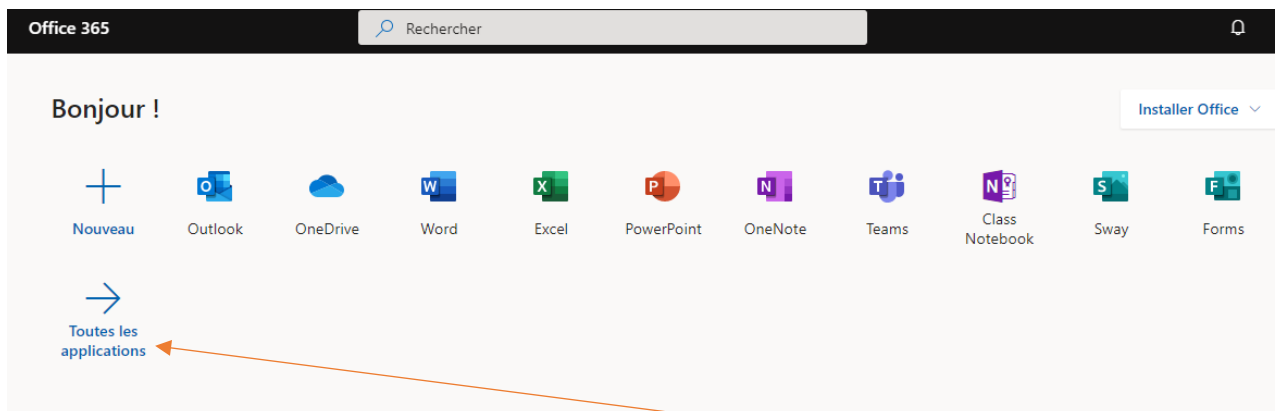 Office 365
Rechercher
Bonjour !
Installer Office
Nouveau
Outlook
OneDrive
Word
Excel
PowerPoint
OneNote
Teams
Class
Notebook
Sway
Forms
Toutes les
applications